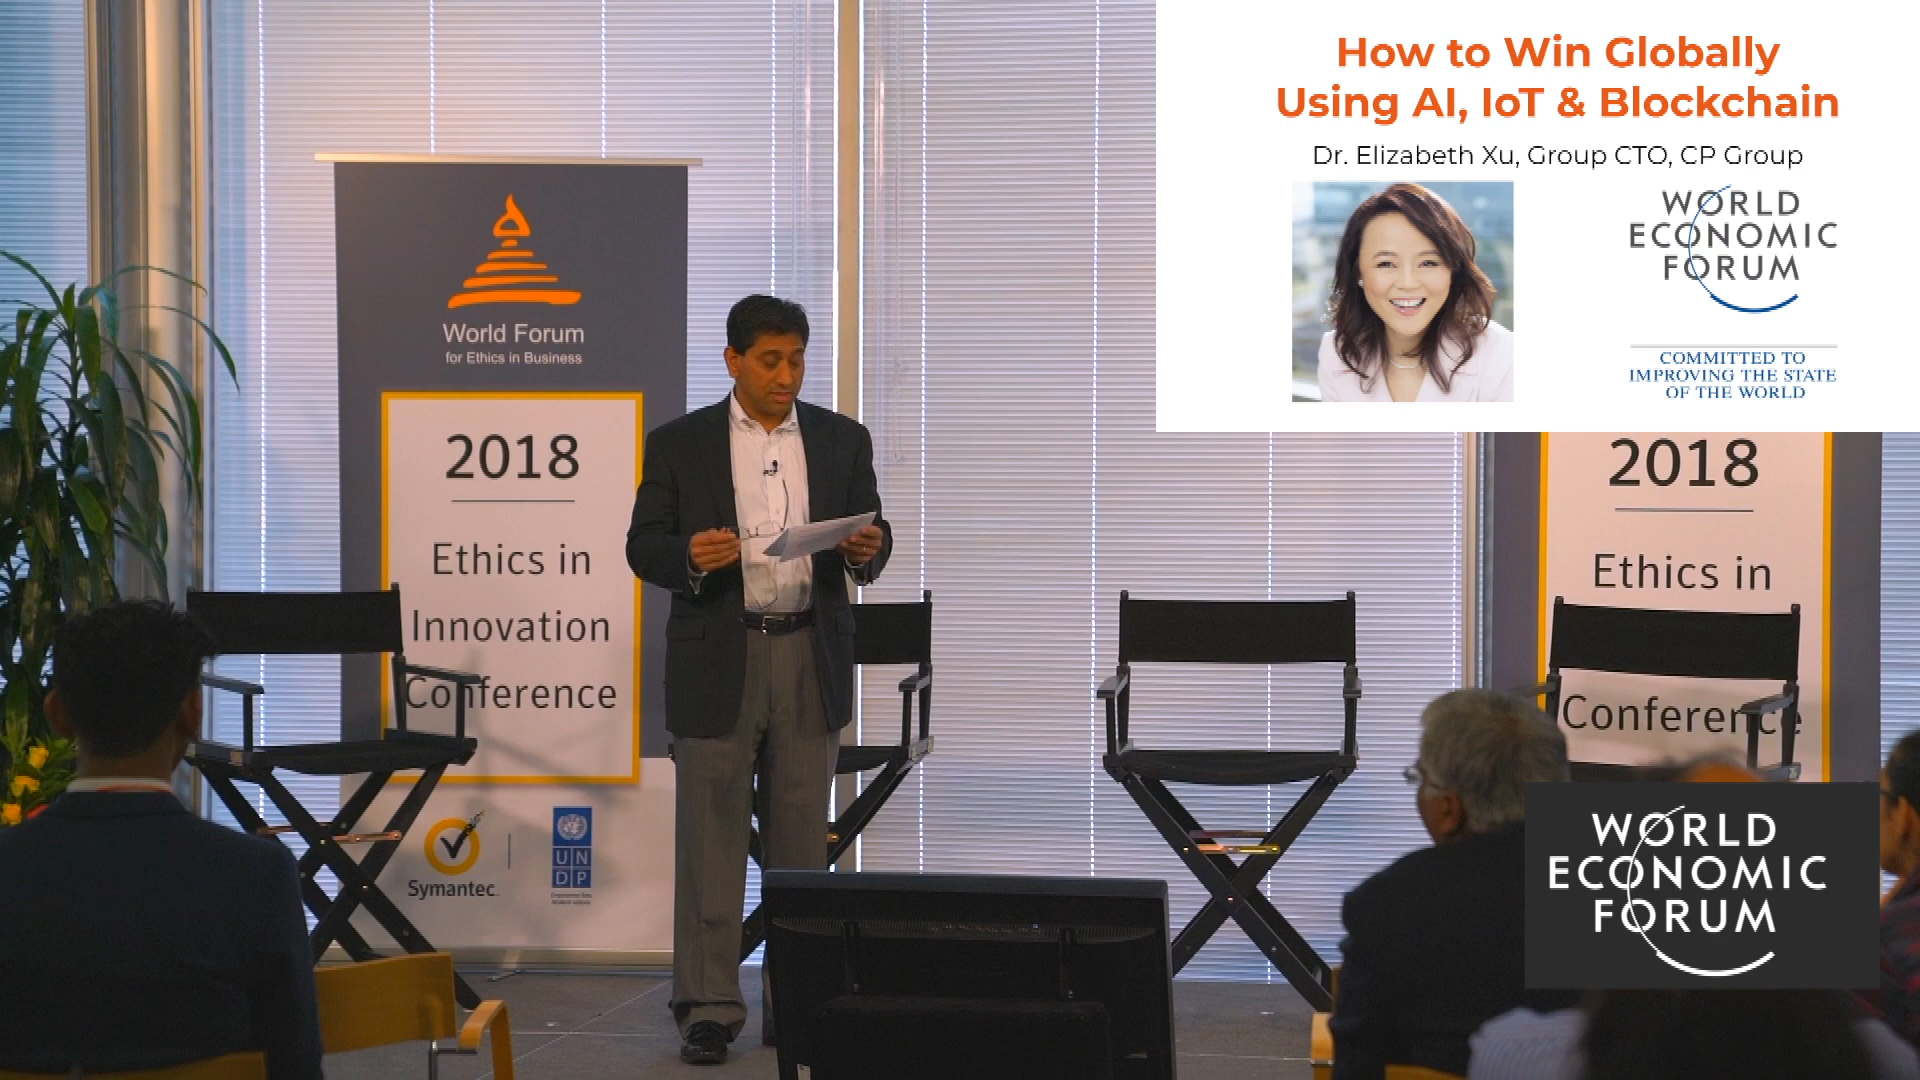 How to Win Globally
Using AI, IoT & Blockchain
Dr. Elizabeth Xu, Group CTO, CP Group
WORLD
ECONOMIC
FORUM
COMMITTED TO
IMPROVING THE STATE
OF THE WORLD
World Forum
for Ethics in Business
2018
Ethics in
Innovation
Conference
Symantec
UN
DP
2018
Ethics in
Conference
WORLD
ECONOMIC
FORUM